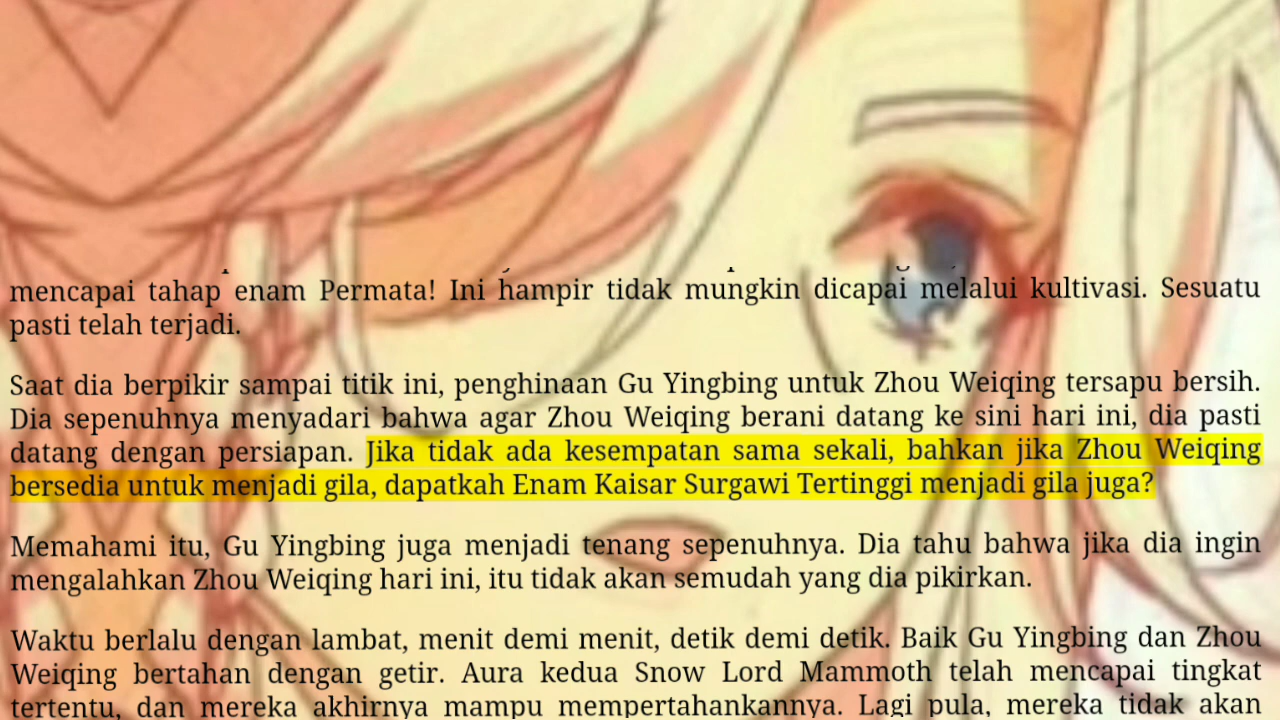 mencapai tahap enam Permata! Ini hampir tidak mungkin dicapai melalui kultivasi. Sesuatu
pasti telah terjadi.
Saat dia berpikir sampai titik ini, penghinaan Gu Yingbing untuk Zhou Weiqing tersapu bersih.
Dia sepenuhnya menyadari bahwa agar Zhou Weiqing berani datang ke sini hari ini, dia pasti
datang dengan persiapan. Jika tidak ada kesempatan sama sekali, bahkan jika Zhou Weiqing
bersedia untuk menjadi gila, dapatkah Enam Kaisar Surgawi Tertinggi menjadi gila juga?
Memahami itu, Gu Yingbing juga menjadi tenang sepenuhnya. Dia tahu bahwa jika dia ingin
mengalahkan Zhou Weiqing hari ini, itu tidak akan semudah yang dia pikirkan.
Waktu berlalu dengan lambat, menit demi menit, detik demi detik. Baik Gu Yingbing dan Zhou
Weiqing bertahan dengan getir. Aura kedua Snow Lord Mammoth telah mencapai tingkat
tertentu, dan mereka akhirnya mampu mempertahankannya. Lagi pula, mereka tidak akan